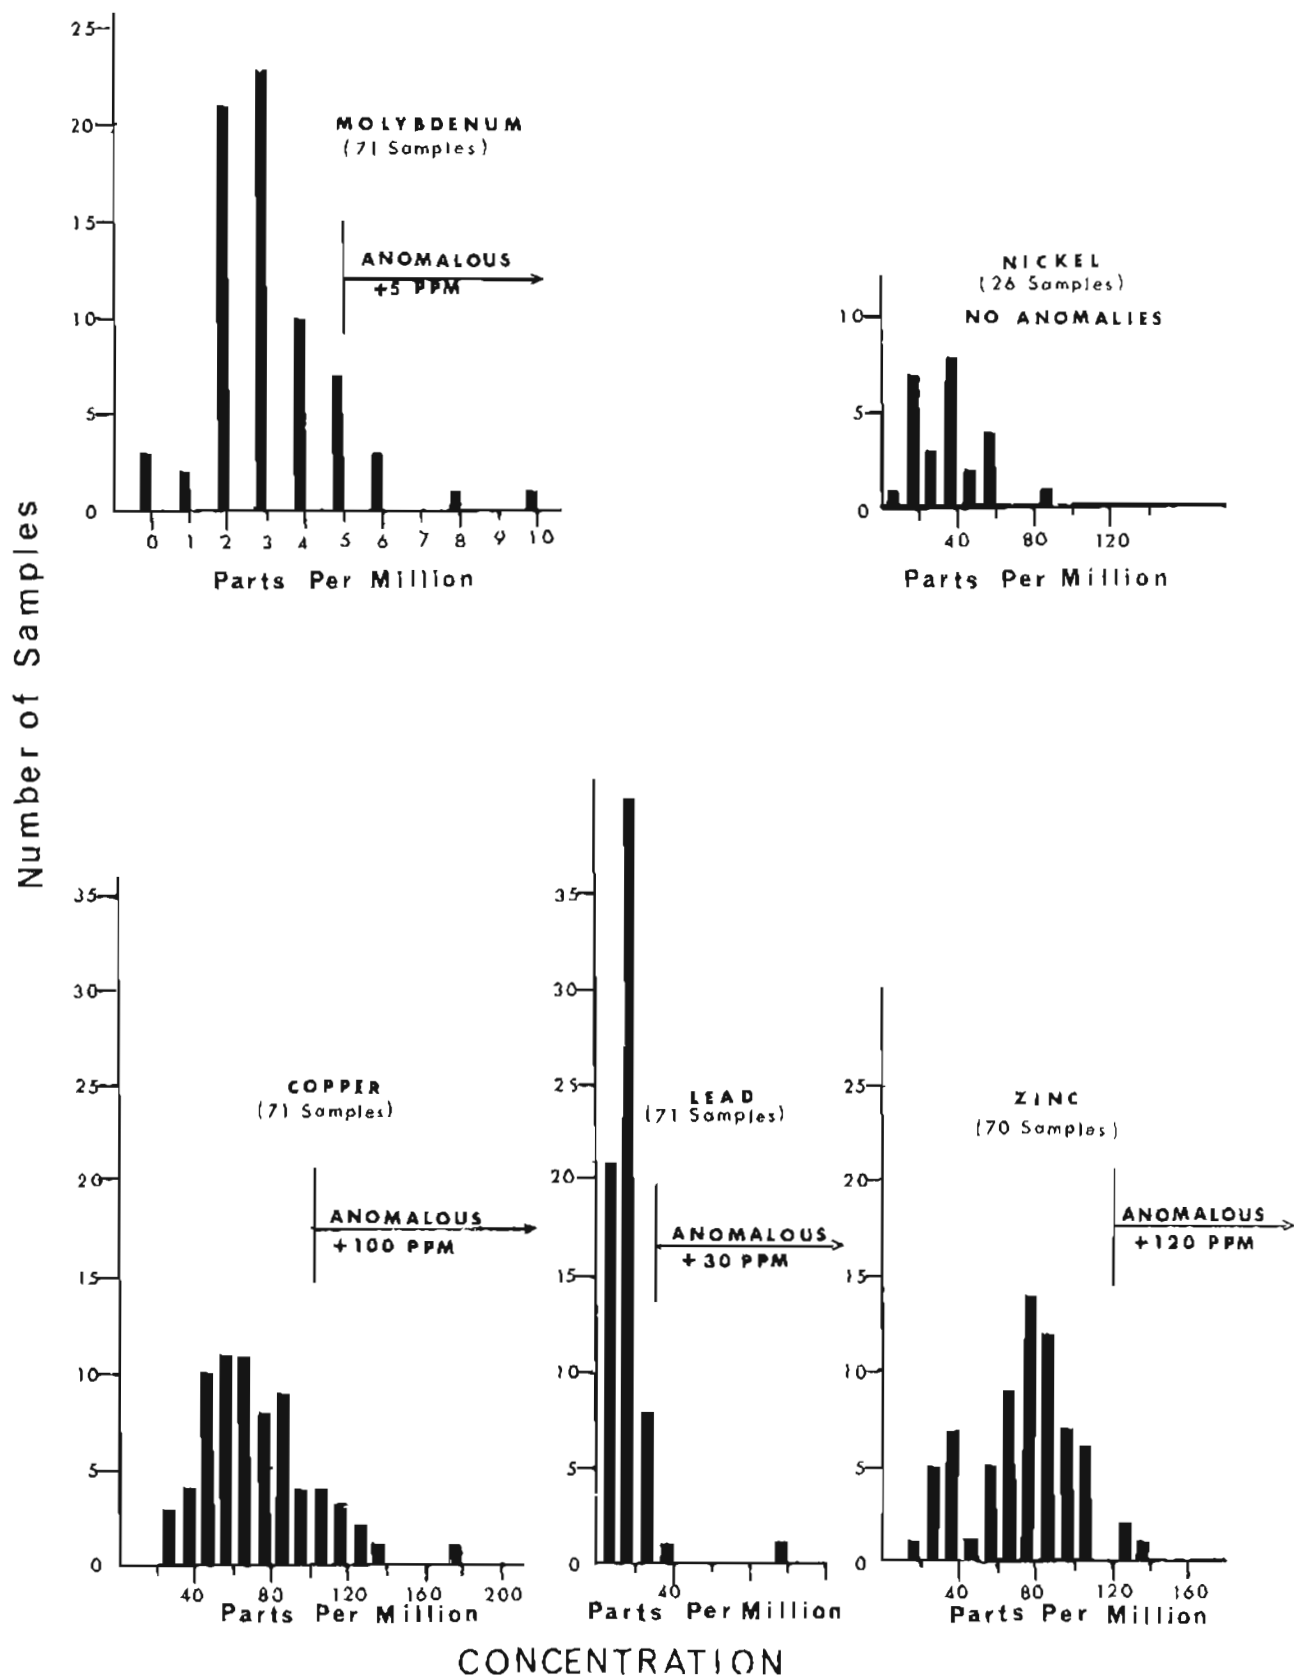 Number of Samples
25
20
15
10
5
0
MOLYBDENUM
(71 Samples)
ANOMALOUS
+5 PPM
0 1 2 3 4 5 6 7 8 9 10
Parts Per Million
NICKEL
(26 Samples)
NO ANOMALIES
10
5
0
40 80 120
Parts Per Million
35
30
25
20
15
10
5
0
COPPER
(71 Samples)
ANOMALOUS
+100 PPM
40 80 120 160 200
Parts Per Million
35
30
25
20
15
10
5
0
LEAD
(71 Samples)
ANOMALOUS
+30 PPM
40
Parts Per Million
25
20
15
10
5
0
ZINC
(70 Samples)
ANOMALOUS
+120 PPM
40 80 120 160
Parts Per Million
CONCENTRATION